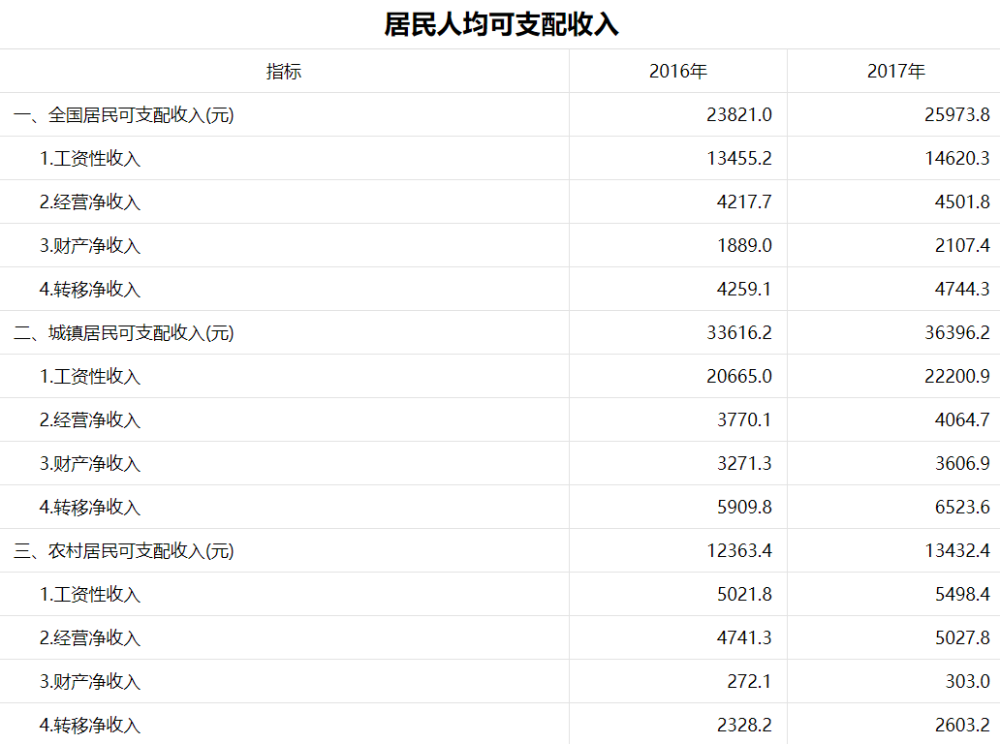 居民人均可支配收入
指标 2016年 2017年
一、全国居民可支配收入(元) 23821.0 25973.8
1.工资性收入 13455.2 14620.3
2.经营净收入 4217.7 4501.8
3.财产净收入 1889.0 2107.4
4.转移净收入 4259.1 4744.3
二、城镇居民可支配收入(元) 33616.2 36396.2
1.工资性收入 20665.0 22200.9
2.经营净收入 3770.1 4064.7
3.财产净收入 3271.3 3606.9
4.转移净收入 5909.8 6523.6
三、农村居民可支配收入(元) 12363.4 13432.4
1.工资性收入 5021.8 5498.4
2.经营净收入 4741.3 5027.8
3.财产净收入 272.1 303.0
4.转移净收入 2328.2 2603.2